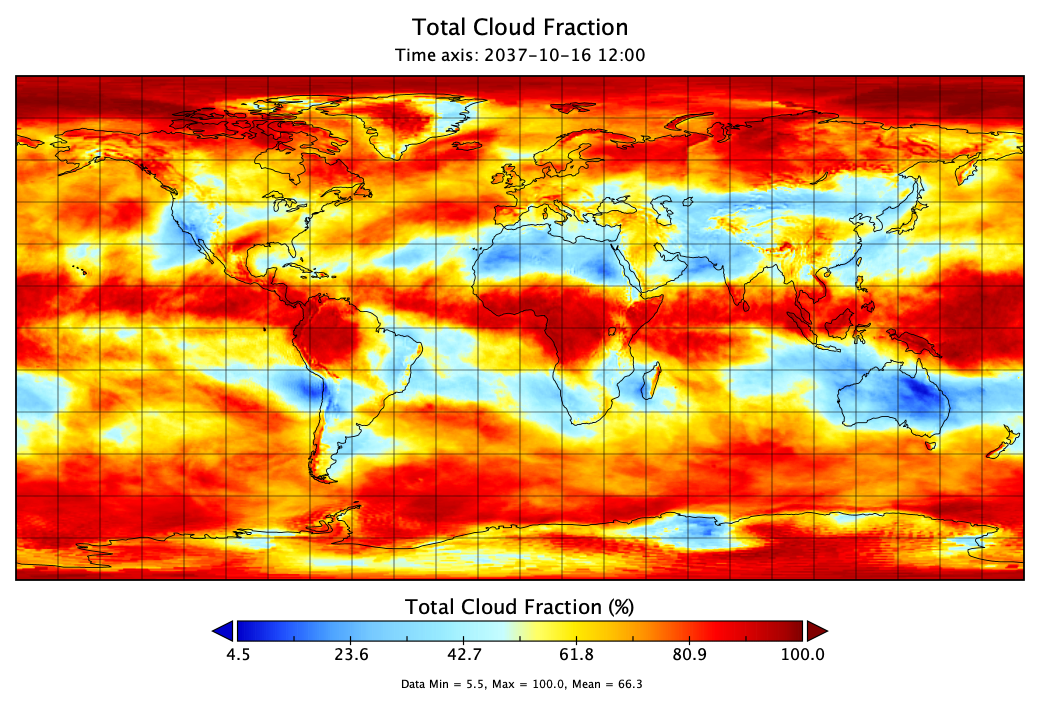 Total Cloud Fraction
Time axis: 2037-10-16 12:00
Total Cloud Fraction (%)
4.5 23.6 42.7 61.8 80.9 100.0
Data Min = 5.5, Max = 100.0, Mean = 66.3